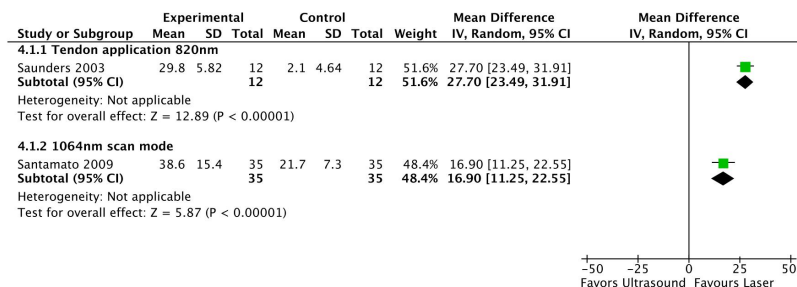 Experimental Control Mean Difference Mean Difference
Study or Subgroup Mean SD Total Mean SD Total Weight IV, Random, 95% CI IV, Random, 95% CI
4.1.1 Tendon application 820nm
Saunders 2003 29.8 5.82 12 2.1 4.64 12 51.6% 27.70 [23.49, 31.91]
Subtotal (95% CI) 12 12 51.6% 27.70 [23.49, 31.91]
Heterogeneity: Not applicable
Test for overall effect: Z = 12.89 (P < 0.00001)
4.1.2 1064nm scan mode
Santamato 2009 38.6 15.4 35 21.7 7.3 35 48.4% 16.90 [11.25, 22.55]
Subtotal (95% CI) 35 35 48.4% 16.90 [11.25, 22.55]
Heterogeneity: Not applicable
Test for overall effect: Z = 5.87 (P < 0.00001)
-50 -25 0 25 50
Favors Ultrasound Favours Laser